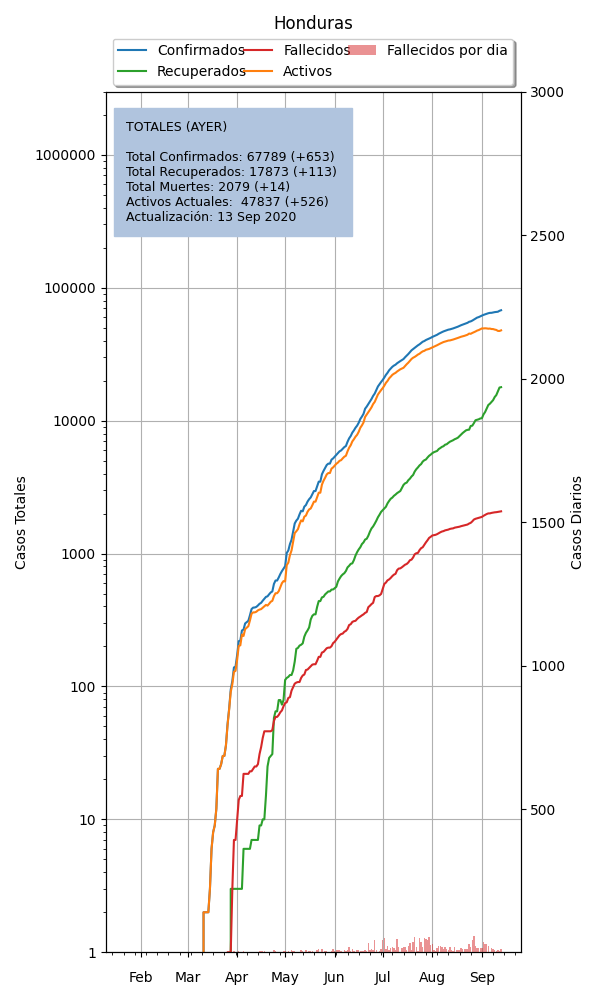 Honduras
Confirmados Fallecidos Fallecidos por dia
Recuperados Activos
TOTALES (AYER)
Total Confirmados: 67789 (+653)
Total Recuperados: 17873 (+113)
Total Muertes: 2079 (+14)
Activos Actuales:  47837 (+526)
Actualización: 13 Sep 2020
Casos Totales
1000000
100000
10000
1000
100
10
1
3000
2500
2000
1500
1000
500
Casos Diarios
Feb Mar Apr May Jun Jul Aug Sep